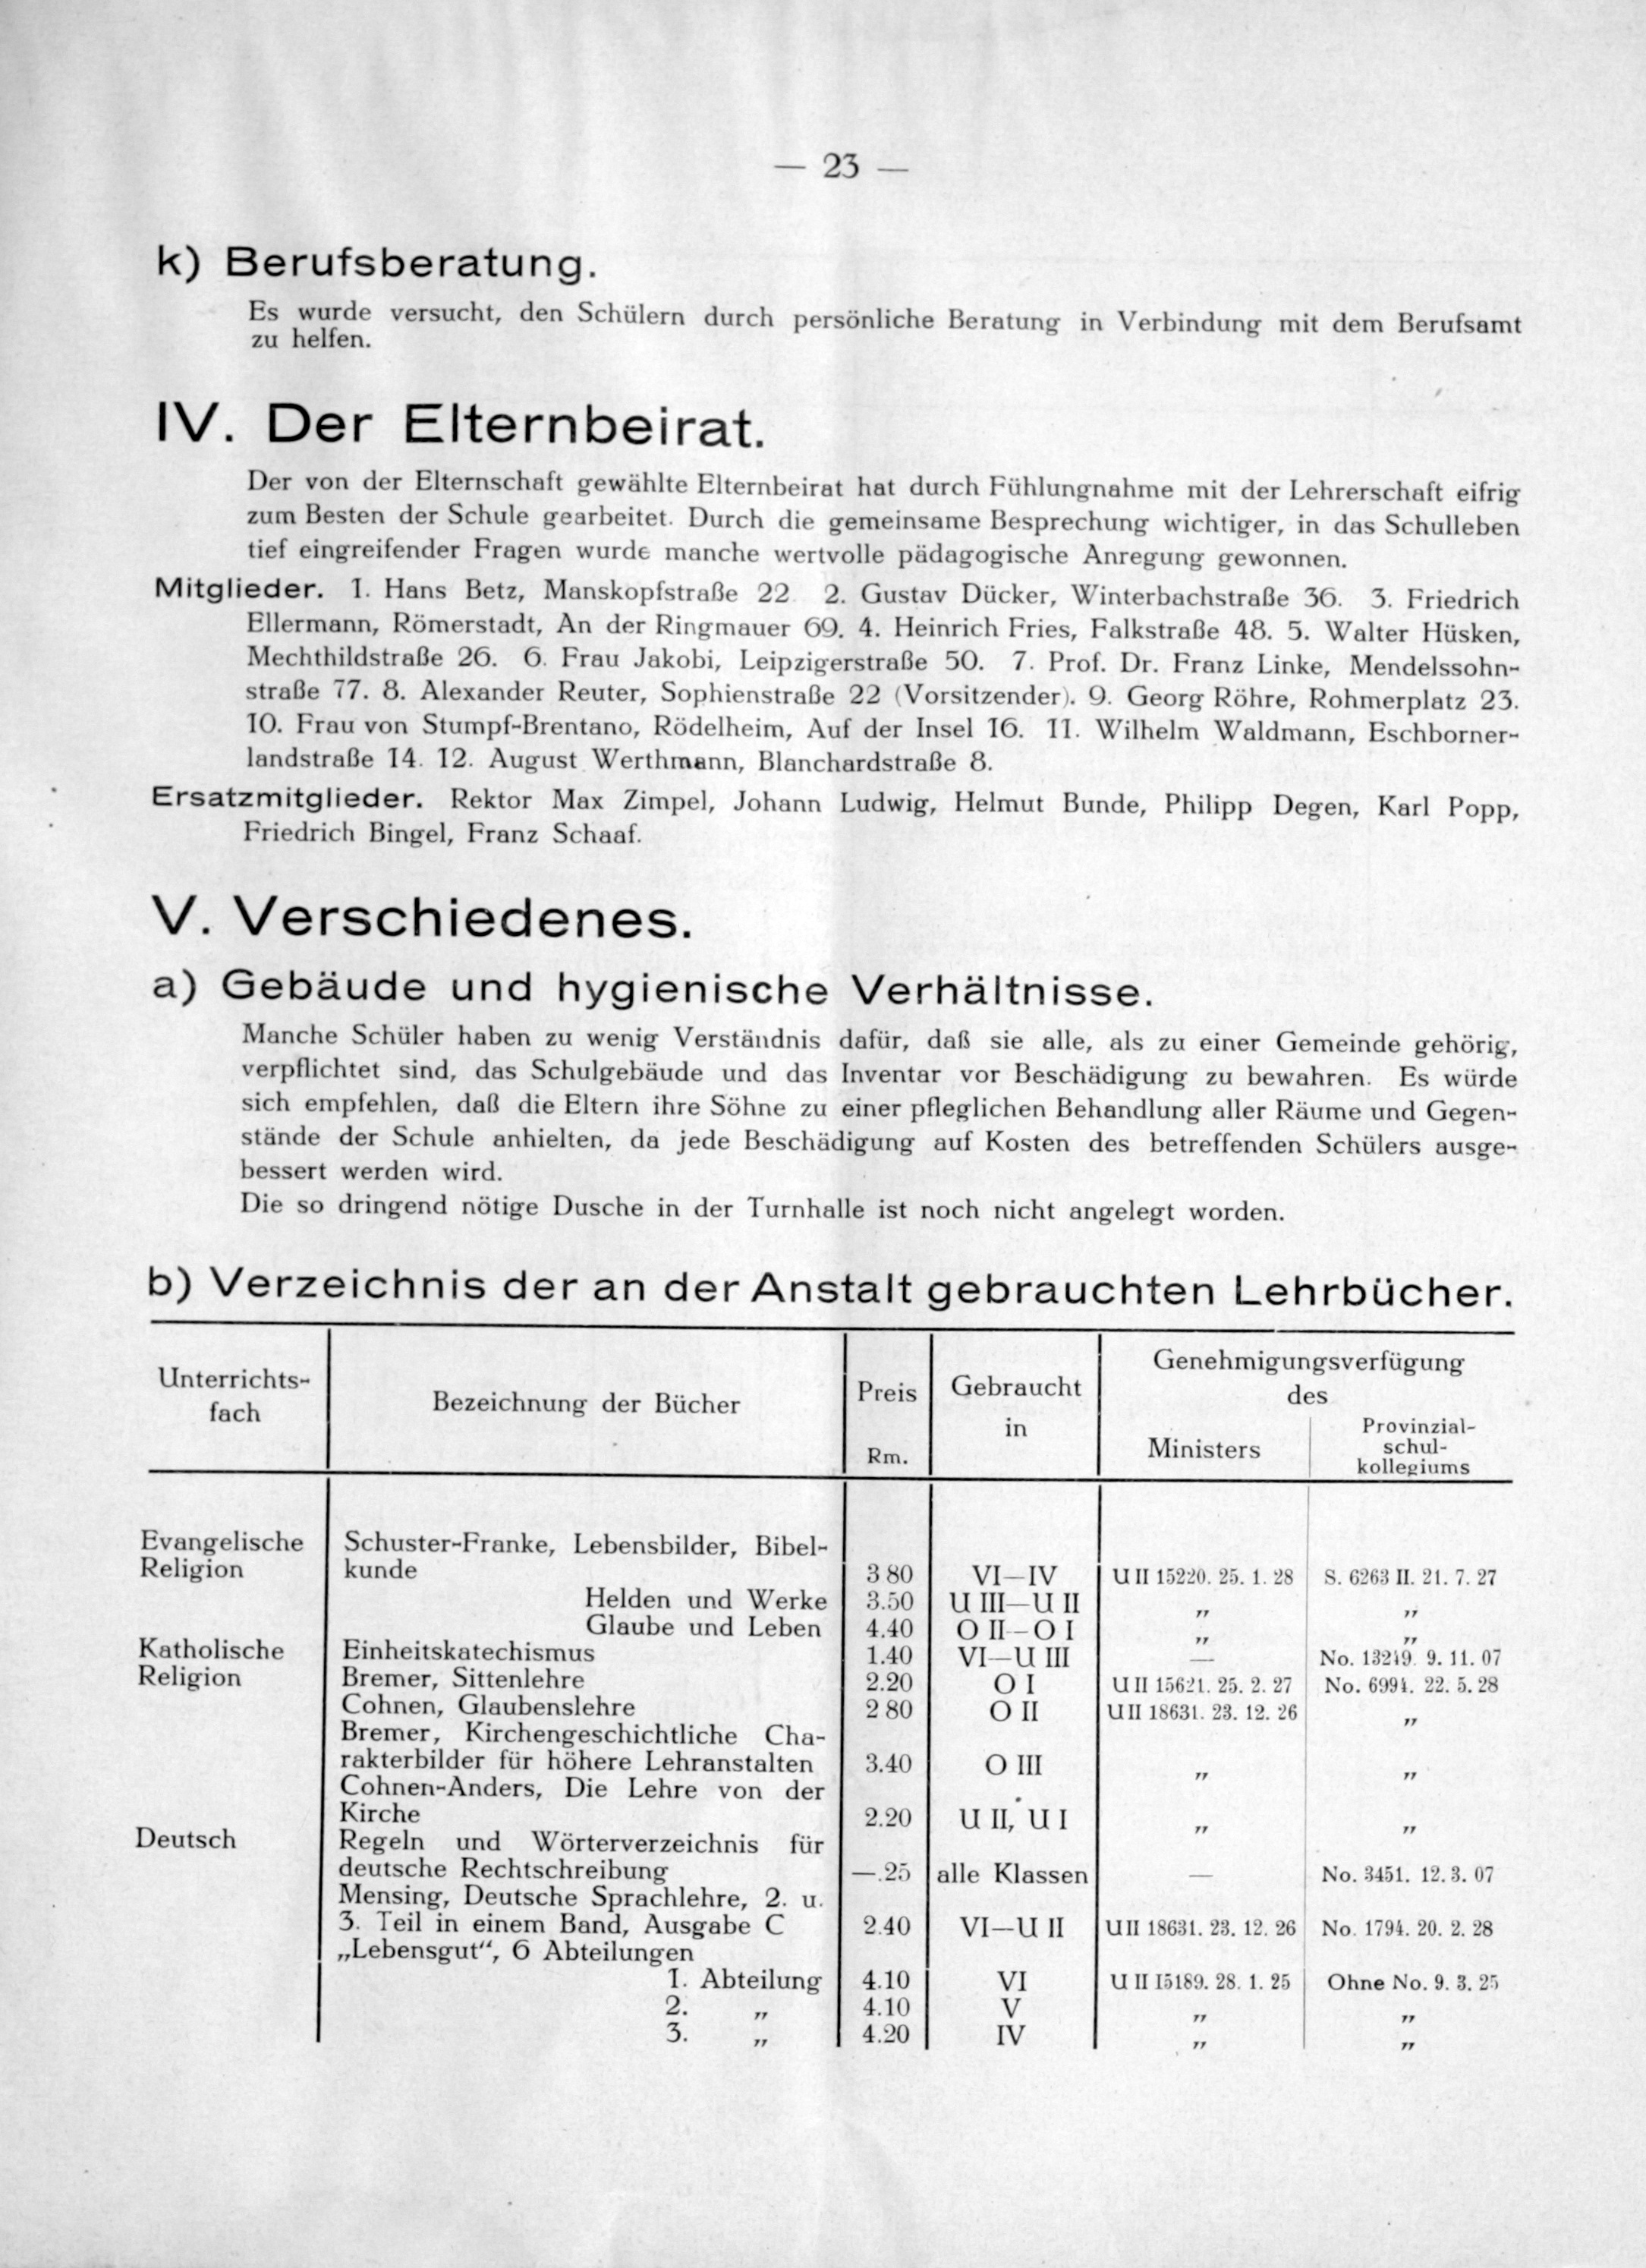 — 23 —
k) Berufsberatung.
Es wurde versucht, den Schülern durch persönliche Beratung in Verbindung mit dem Berufsamt
zu helfen.
IV. Der Elternbeirat.
Der von der Elternschaft gewählte Elternbeirat hat durch Fühlungnahme mit der Lehrerschaft eifrig
zum Besten der Schule gearbeitet. Durch die gemeinsame Besprechung wichtiger, in das Schulleben
tief eingreifender Fragen wurde manche wertvolle pädagogische Anregung gewonnen.
Mitglieder. 1. Hans Betz, Manskopfstraße 22. 2. Gustav Dücker, Winterbachstraße 36. 3. Friedrich
Ellermann, Römerstadt, An der Ringmauer 69. 4. Heinrich Fries, Falkstraße 48. 5. Walter Hüsken,
Mechthildstraße 26. 6. Frau Jakobi, Leipzigerstraße 50. 7. Prof. Dr. Franz Linke, Mendelssohn-
straße 77. 8. Alexander Reuter, Sophienstraße 22 (Vorsitzender). 9. Georg Röhre, Rohmerplatz 23.
10. Frau von Stumpf-Brentano, Rödelheim, Auf der Insel 16. 11. Wilhelm Waldmann, Eschborner-
landstraße 14. 12. August Werthmann, Blanchardstraße 8.
Ersatzmitglieder. Rektor Max Zimpel, Johann Ludwig, Helmut Bunde, Philipp Degen, Karl Popp,
Friedrich Bingel, Franz Schaaf.
V. Verschiedenes.
a) Gebäude und hygienische Verhältnisse.
Manche Schüler haben zu wenig Verständnis dafür, daß sie alle, als zu einer Gemeinde gehörig,
verpflichtet sind, das Schulgebäude und das Inventar vor Beschädigung zu bewahren. Es würde
sich empfehlen, daß die Eltern ihre Söhne zu einer pfleglichen Behandlung aller Räume und Gegen-
stände der Schule anhielten, da jede Beschädigung auf Kosten des betreffenden Schülers ausge-
bessert werden wird.
Die so dringend nötige Dusche in der Turnhalle ist noch nicht angelegt worden.
b) Verzeichnis der an der Anstalt gebrauchten Lehrbücher.
Unterrichts-
fach
Bezeichnung der Bücher
Preis
Rm.
Gebraucht
in
Genehmigungsverfügung
des
Ministers
Provinzial-
schul-
kollegiums
Evangelische Schuster-Franke, Lebensbilder, Bibel-
Religion kunde 3 80 VI—IV U II 15220. 25. 1. 28 S. 6263 II. 21. 7. 27
Helden und Werke 3.50 U III—U II „ „
Glaube und Leben 4.40 O II—O I „ „
Katholische Einheitskatechismus 1.40 VI—U III — No. 13219. 9. 11. 07
Religion Bremer, Sittenlehre 2.20 O I U II 15621. 25. 2. 27 No. 6994. 22. 5. 28
Cohnen, Glaubenslehre 2 80 O II U II 18631. 23. 12. 26 „
Bremer, Kirchengeschichtliche Cha-
rakterbilder für höhere Lehranstalten 3.40 O III „ „
Cohnen-Anders, Die Lehre von der
Kirche 2.20 U II, U I „ „
Deutsch Regeln und Wörterverzeichnis für
deutsche Rechtschreibung —.25 alle Klassen — No. 3451. 12. 3. 07
Mensing, Deutsche Sprachlehre, 2. u.
3. Teil in einem Band, Ausgabe C 2.40 VI—U II U II 18631. 23. 12. 26 No. 1794. 20. 2. 28
„Lebensgut“, 6 Abteilungen
1. Abteilung 4.10 VI U II 15189. 28. 1. 25 Ohne No. 9. 3. 25
2. „ 4.10 V „ „
3. „ 4.20 IV „ „